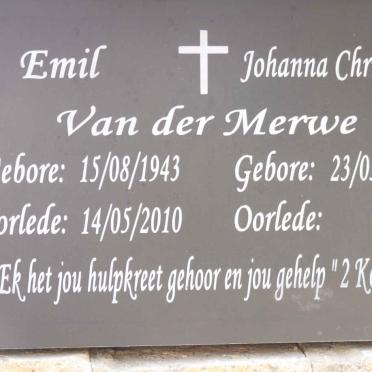 Emil Johanna Chr
Van der Merwe
ebore: 15/08/1943 Gebore: 23/0
orlede: 14/05/2010 Oorlede:
Ek het jou hulpkreet gehoor en jou gehelp " 2 Ko